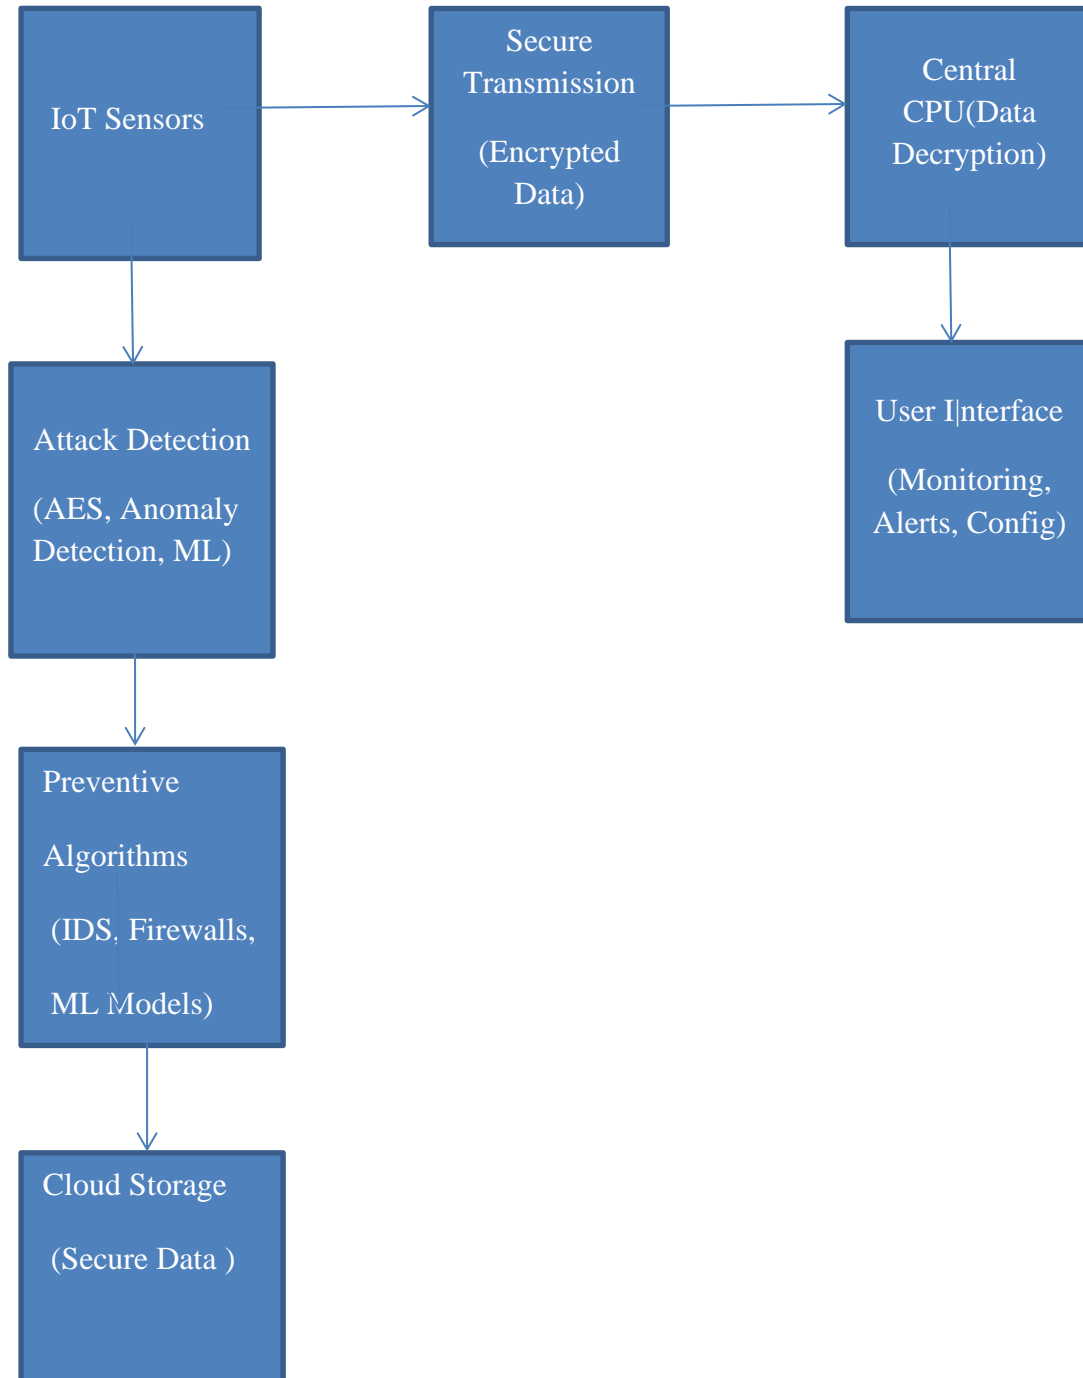 IoT Sensors
Secure
Transmission
(Encrypted
Data)
Central
CPU(Data
Decryption)
Attack Detection
(AES, Anomaly
Detection, ML)
User I|nterface
(Monitoring,
Alerts, Config)
Preventive
Algorithms
(IDS, Firewalls,
ML Models)
Cloud Storage
(Secure Data )